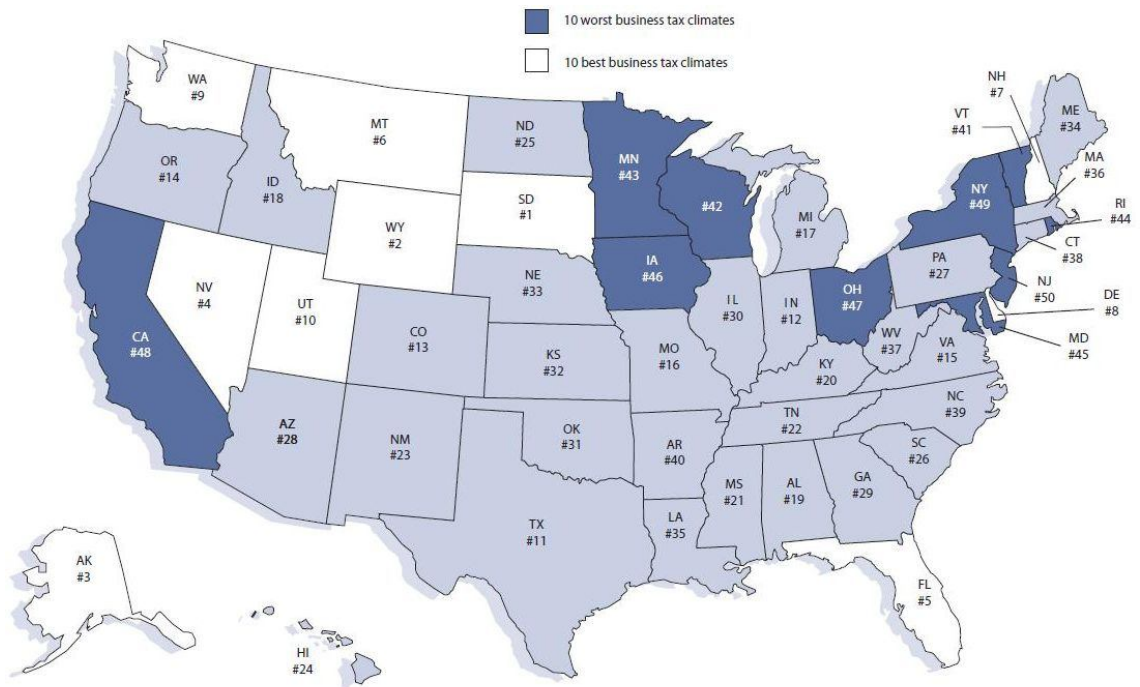 10 worst business tax climates
10 best business tax climates
WA
#9
MT
#6
ND
#25
MN
#43
OR
#14
ID
#18
WY
#2
SD
#1
#42
MI
#17
NH
#7
VT
#41
ME
#34
MA
#36
NY
#49
RI
#44
CT
#38
NV
#4
UT
#10
NE
#33
IA
#46
PA
#27
NJ
#50
DE
#8
MD
#45
CA
#48
CO
#13
KS
#32
MO
#16
IL
#30
IN
#12
OH
#47
WV
#37
VA
#15
KY
#20
NC
#39
AZ
#28
NM
#23
OK
#31
AR
#40
TN
#22
SC
#26
MS
#21
AL
#19
GA
#29
TX
#11
LA
#35
FL
#5
AK
#3
HI
#24